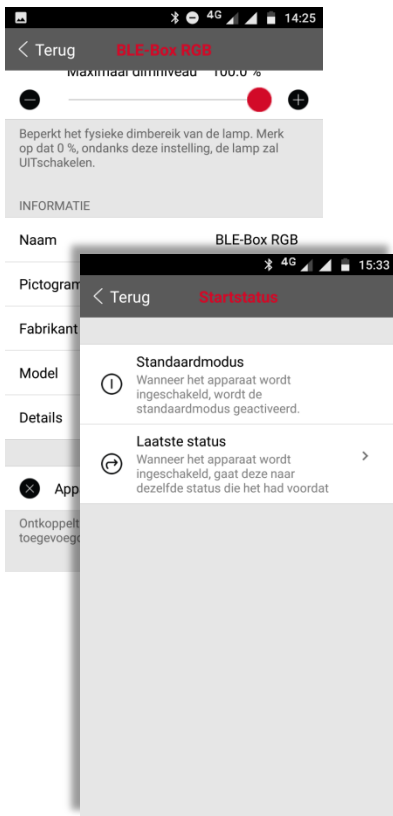 4G 14:25
Terug BLE-Box RGB
Maximaal dimniveau 100.0 %
Beperkt het fysieke dimbereik van de lamp. Merk
op dat 0 %, ondanks deze instelling, de lamp zal
UITschakelen.
INFORMATIE
Naam BLE-Box RGB
Pictogram
Fabrikant
Model
Details
App
Ontkoppelt
toegevoegd
4G 15:33
Terug Startstatus
Standaardmodus
Wanneer het apparaat wordt
ingeschakeld, wordt de
standaardmodus geactiveerd.
Laatste status
Wanneer het apparaat wordt
ingeschakeld, gaat deze naar
dezelfde status die het had voordat